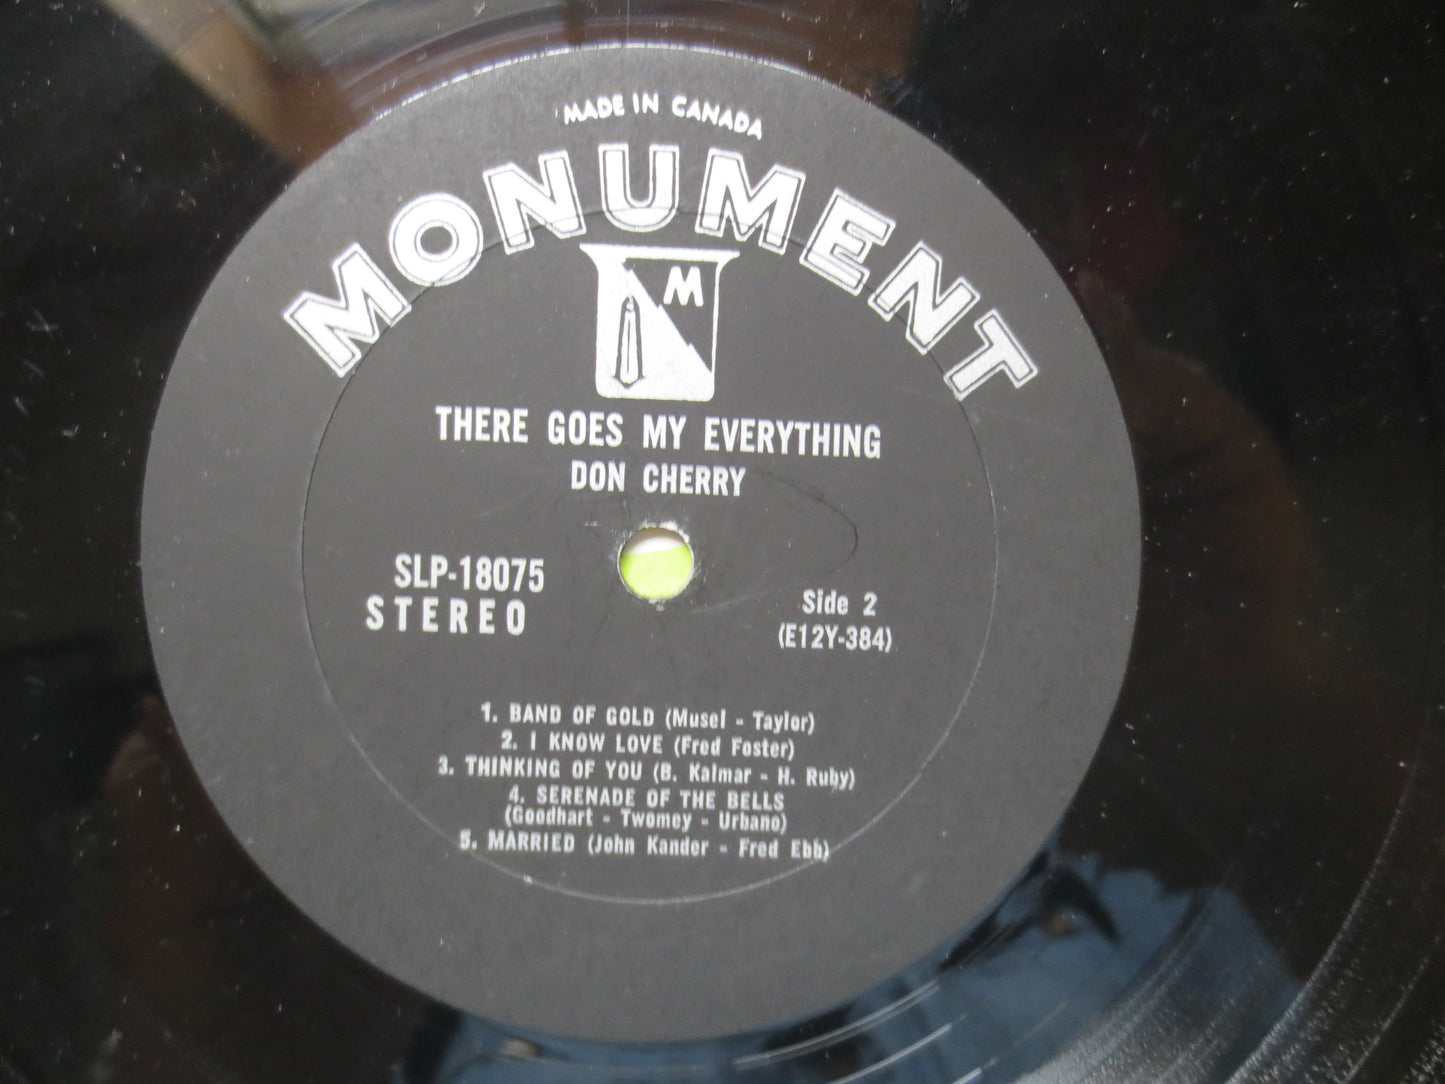 MADE IN CANADA
MONUMENT
M
THERE GOES MY EVERYTHING
DON CHERRY
SLP-18075
STEREO
Side 2
(E12Y-384)
1. BAND OF GOLD (Musel - Taylor)
2. I KNOW LOVE (Fred Foster)
3. THINKING OF YOU (B. Kalmar - H. Ruby)
4. SERENADE OF THE BELLS
(Goodhart - Twomey - Urbano)
5. MARRIED (John Kander - Fred Ebb)